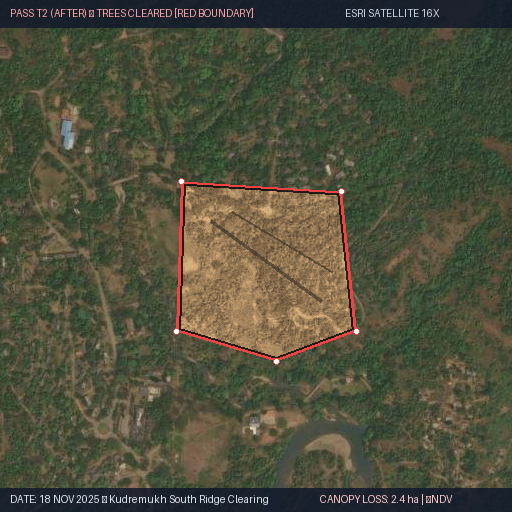 PASS T2 (AFTER) ▯ TREES CLEARED [RED BOUNDARY]
ESRI SATELLITE 16X
DATE: 18 NOV 2025 ▯ Kudremukh South Ridge Clearing
CANOPY LOSS: 2.4 ha | ▯NDV